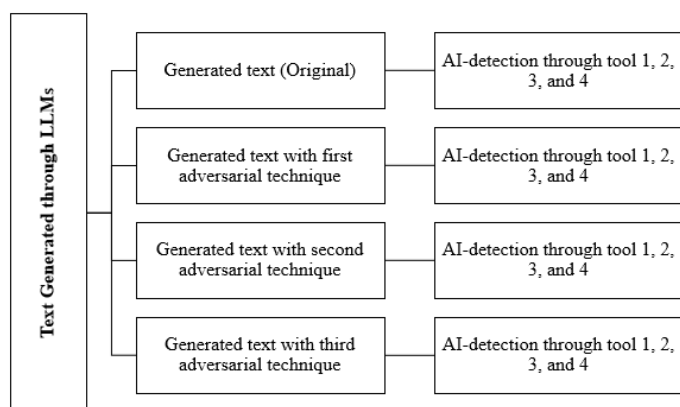 Text Generated through LLMs
Generated text (Original)
AI-detection through tool 1, 2,
3, and 4
Generated text with first
adversarial technique
AI-detection through tool 1, 2,
3, and 4
Generated text with second
adversarial technique
AI-detection through tool 1, 2,
3, and 4
Generated text with third
adversarial technique
AI-detection through tool 1, 2,
3, and 4